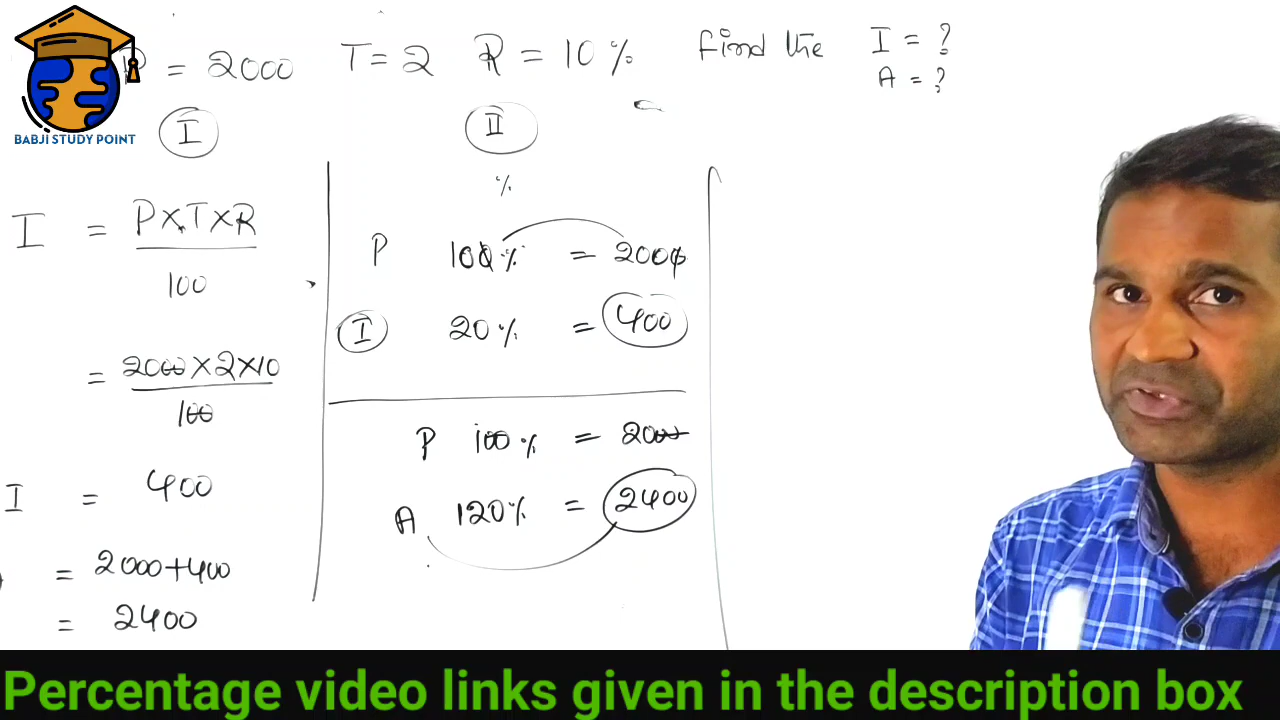 P = 2000 T = 2 R = 10 % find the I = ?
A = ?
BABJI STUDY POINT
I
II
%
I = P×T×R
100
= 2000×2×10
100
I = 400
= 2000+400
= 2400
P 100 % = 2000
I 20 % = 400
P 100 % = 2000
A 120 % = 2400
Percentage video links given in the description box